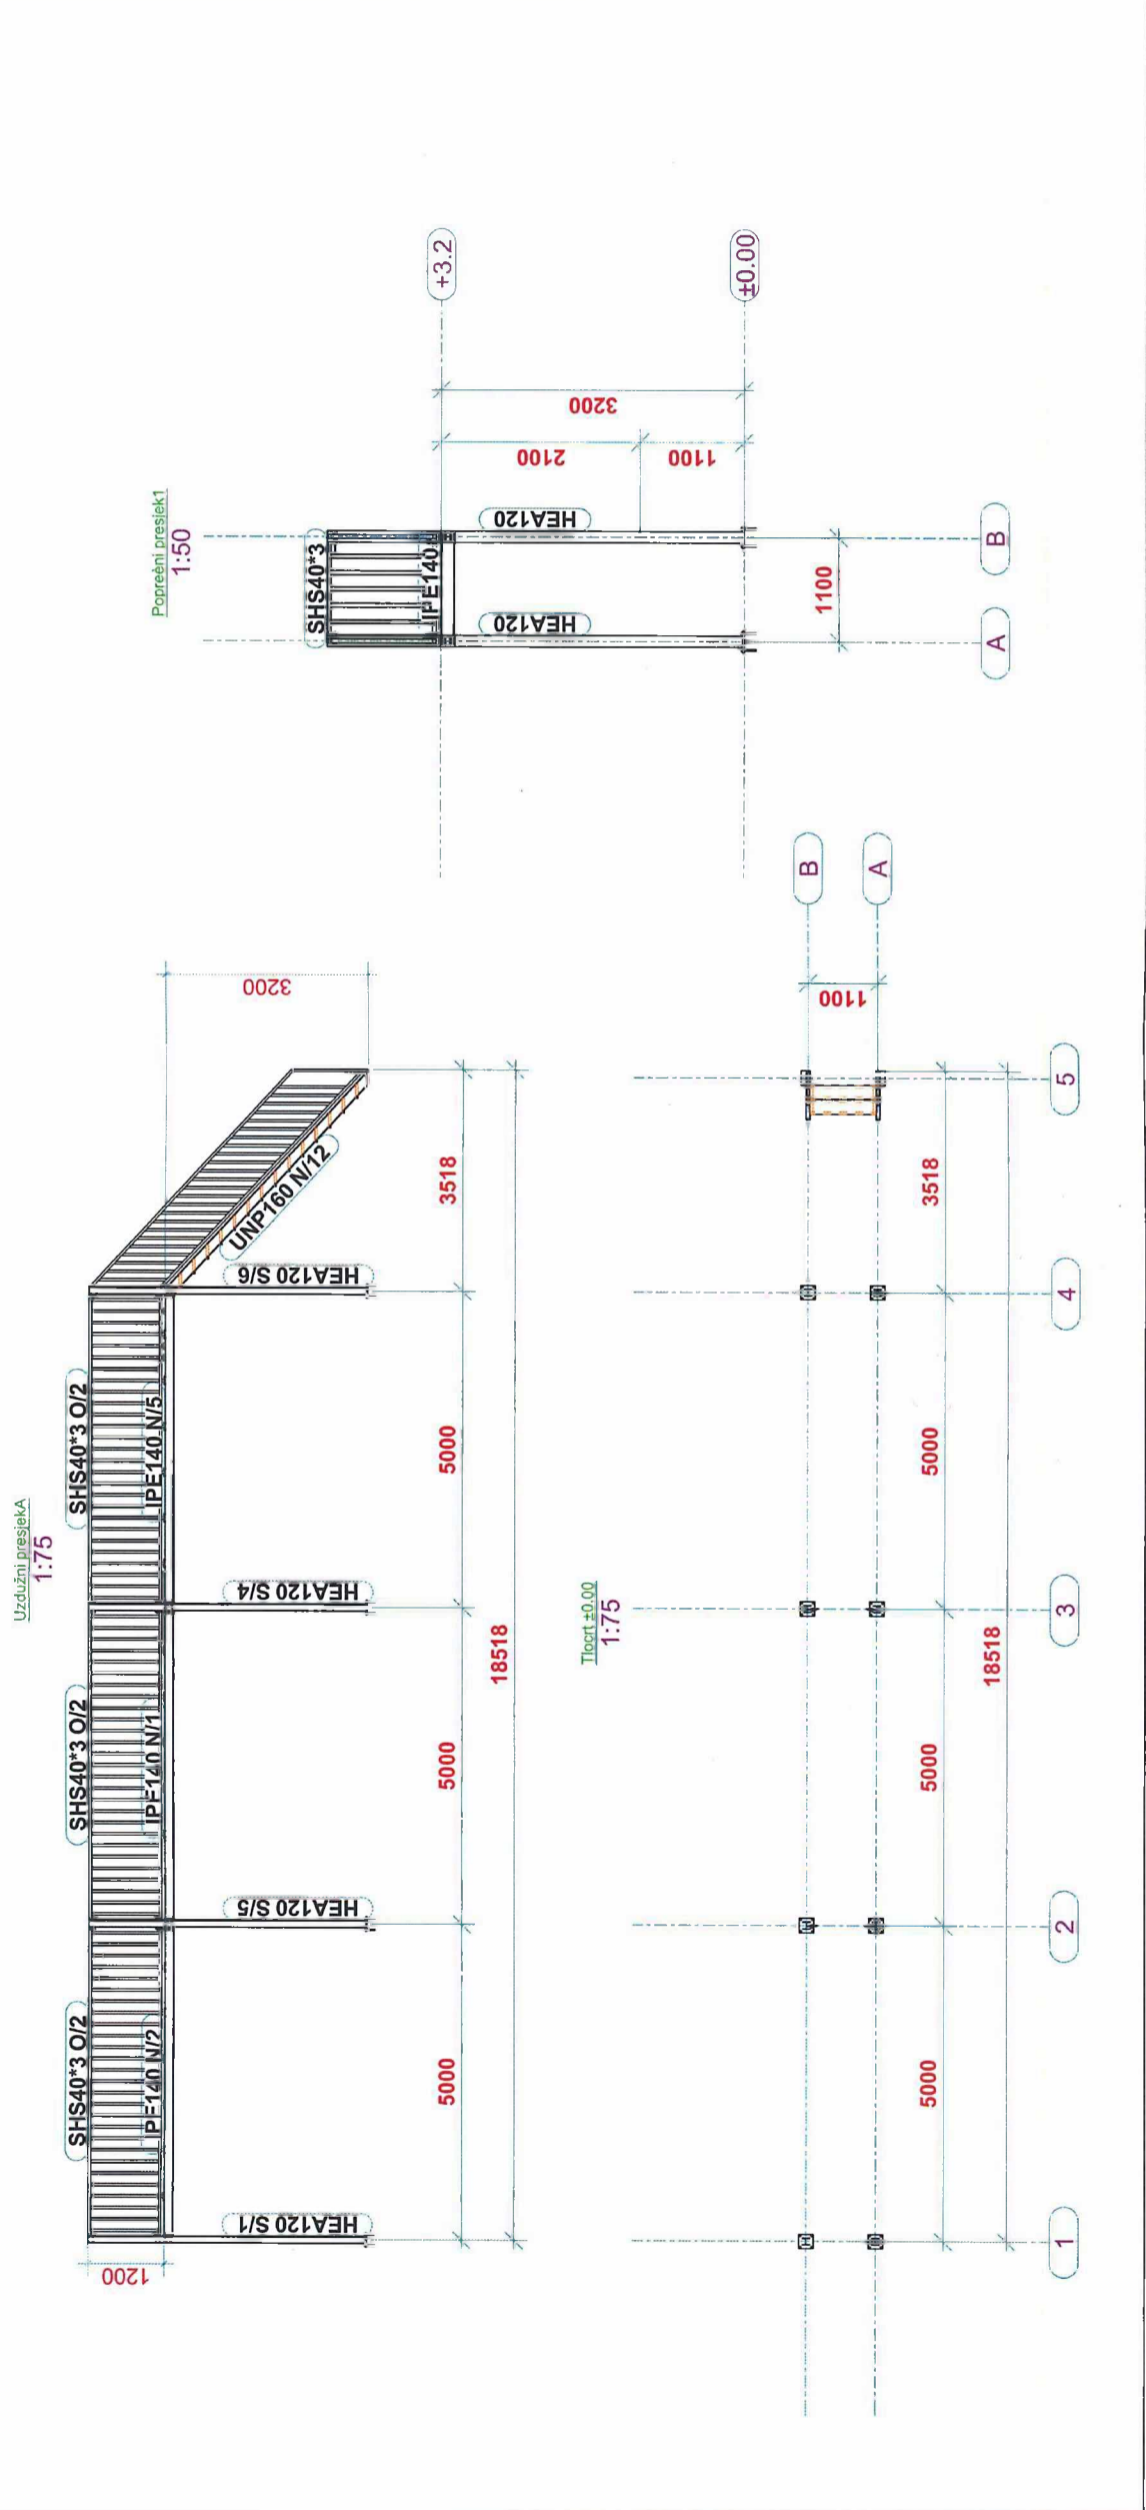 Uzdužni presjekA
1:75
SHS40*3 O/2
SHS40*3 O/2
SHS40*3 O/2
1200
IPE140 N/2
IPE140 N/1
IPE140 N/5
UNP160 N/12
3200
HEA120 S/1
HEA120 S/5
HEA120 S/4
HEA120 S/6
5000
5000
5000
3518
18518
Popreèni presjek1
1:50
SHS40*3
IPE140
+3.2
HEA120
HEA120
2100
3200
1100
±0.00
1100
A
B
Tlocrt ±0.00
1:75
B
A
1100
5000
5000
5000
3518
18518
1
2
3
4
5